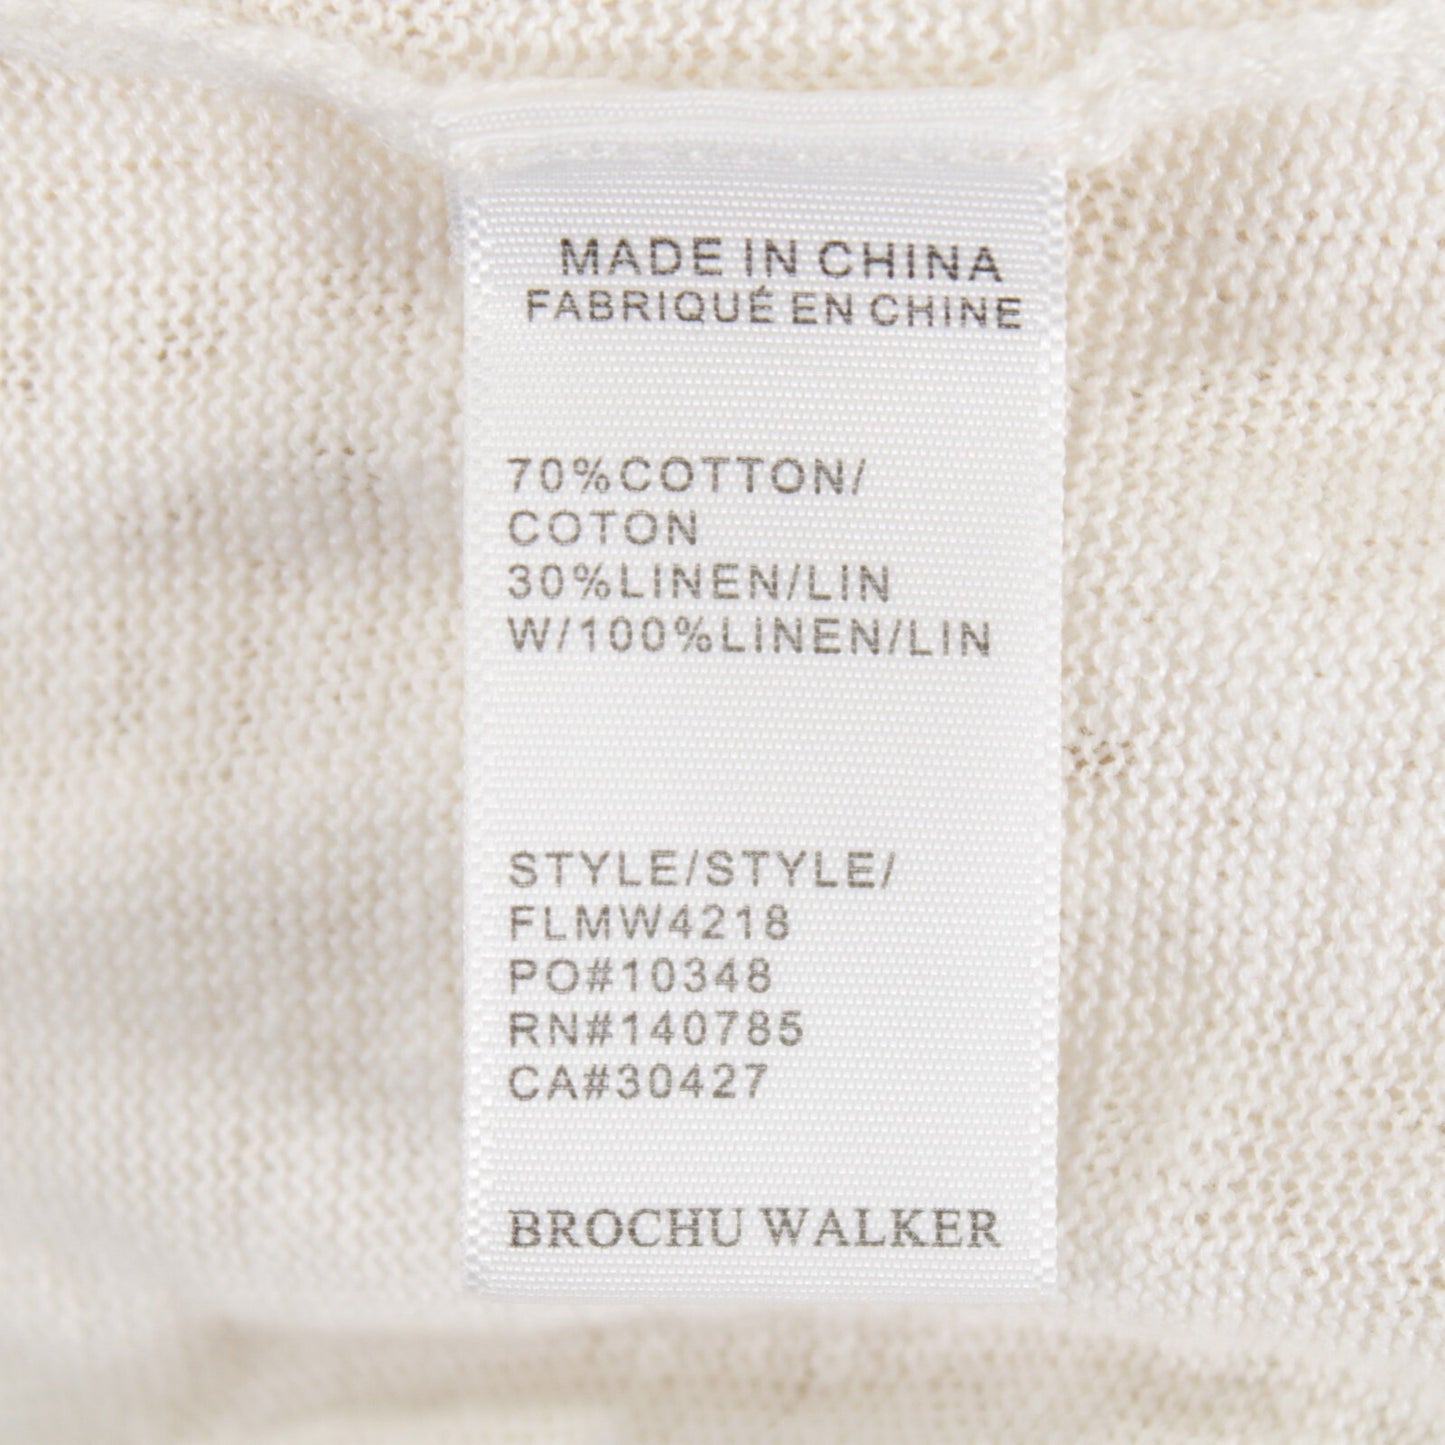 MADE IN CHINA
FABRIQUÉ EN CHINE
70%COTTON/
COTON
30%LINEN/LIN
W/100%LINEN/LIN
STYLE/STYLE/
FLMW4218
PO#10348
RN#140785
CA#30427
BROCHU WALKER